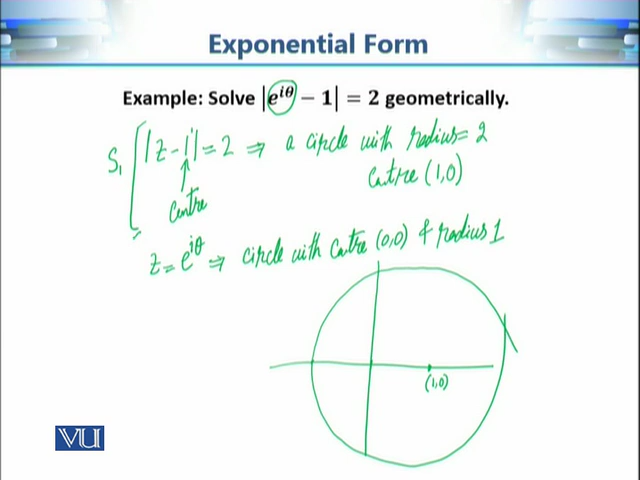 Exponential Form
Example: Solve |e^{iθ} − 1| = 2 geometrically.
S₁ |z − 1| = 2 ⇒ a circle with radius = 2
Centre Centre (1,0)
z = e^{iθ} ⇒ circle with Centre (0,0) & radius 1
(1,0)
VU